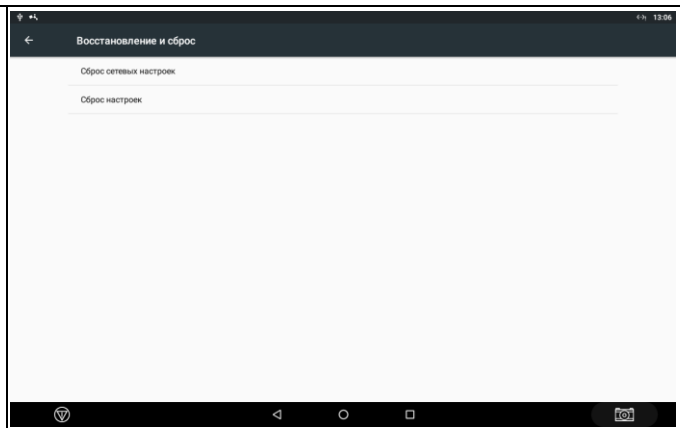 13:06
Восстановление и сброс
Сброс сетевых настроек
Сброс настроек